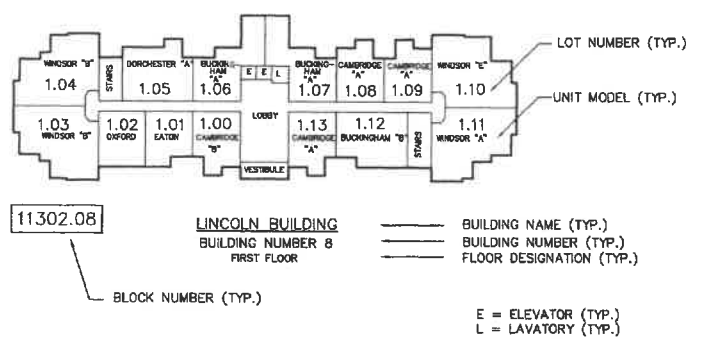 WINDSOR "B"
1.04
STAIRS
DORCHESTER "A"
1.05
BUCKING-
HAM
"A"
1.06
E E L
BUCKING-
HAM
"A"
1.07
CAMBRIDGE
"A"
1.08
CAMBRIDGE
"A"
1.09
WINDSOR "E"
1.10
LOT NUMBER (TYP.)
UNIT MODEL (TYP.)
1.03
WINDSOR "B"
1.02
OXFORD
1.01
EATON
1.00
CAMBRIDGE
"B"
LOBBY
VESTIBULE
1.13
CAMBRIDGE
"A"
1.12
BUCKINGHAM "B"
STAIRS
1.11
WINDSOR "A"
11302.08
BLOCK NUMBER (TYP.)
LINCOLN BUILDING
BUILDING NUMBER 8
FIRST FLOOR
BUILDING NAME (TYP.)
BUILDING NUMBER (TYP.)
FLOOR DESIGNATION (TYP.)
E = ELEVATOR (TYP.)
L = LAVATORY (TYP.)